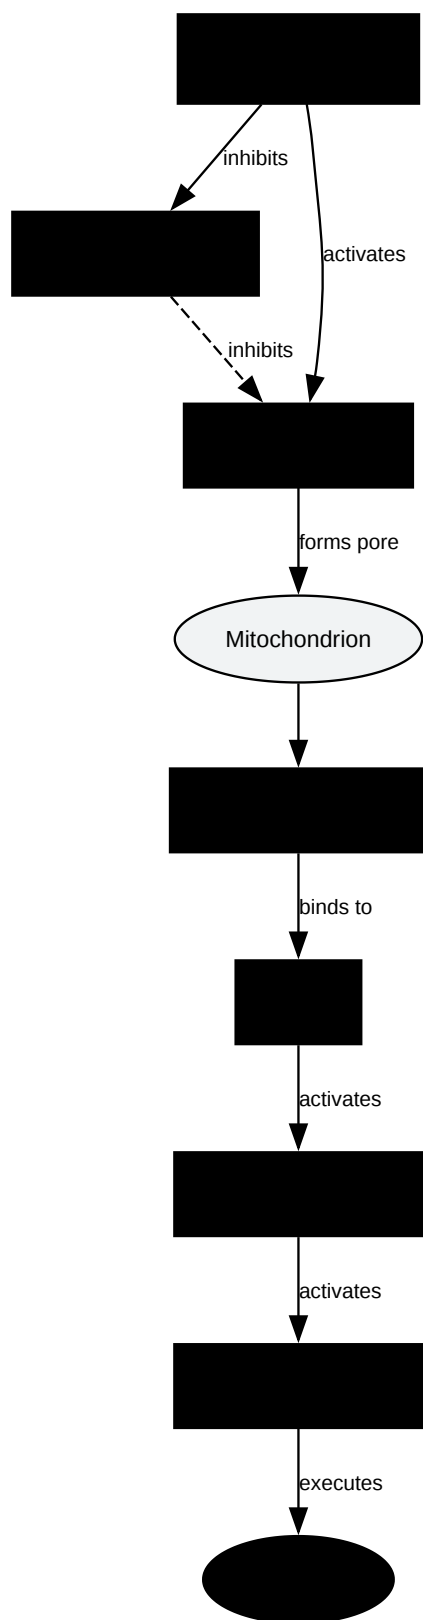 inhibits
activates
inhibits
forms pore
Mitochondrion
binds to
activates
activates
executes